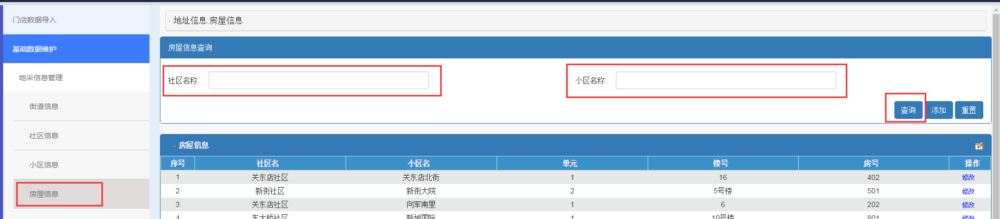 门店数据导入
基础数据维护
地采信息管理
街道信息
社区信息
小区信息
房屋信息
地址信息:房屋信息
房屋信息查询
社区名称:
小区名称:
查询 添加 重置
房屋信息
序号 社区名 小区名 单元 楼号 房号 操作
1 关东店社区 关东店北街 1 16 402 修改
2 新街社区 新街大院 2 5号楼 501 修改
3 关东店社区 向军南里 1 6 202 修改
4 东大桥社区 新城国际 1 10号楼 801 修改